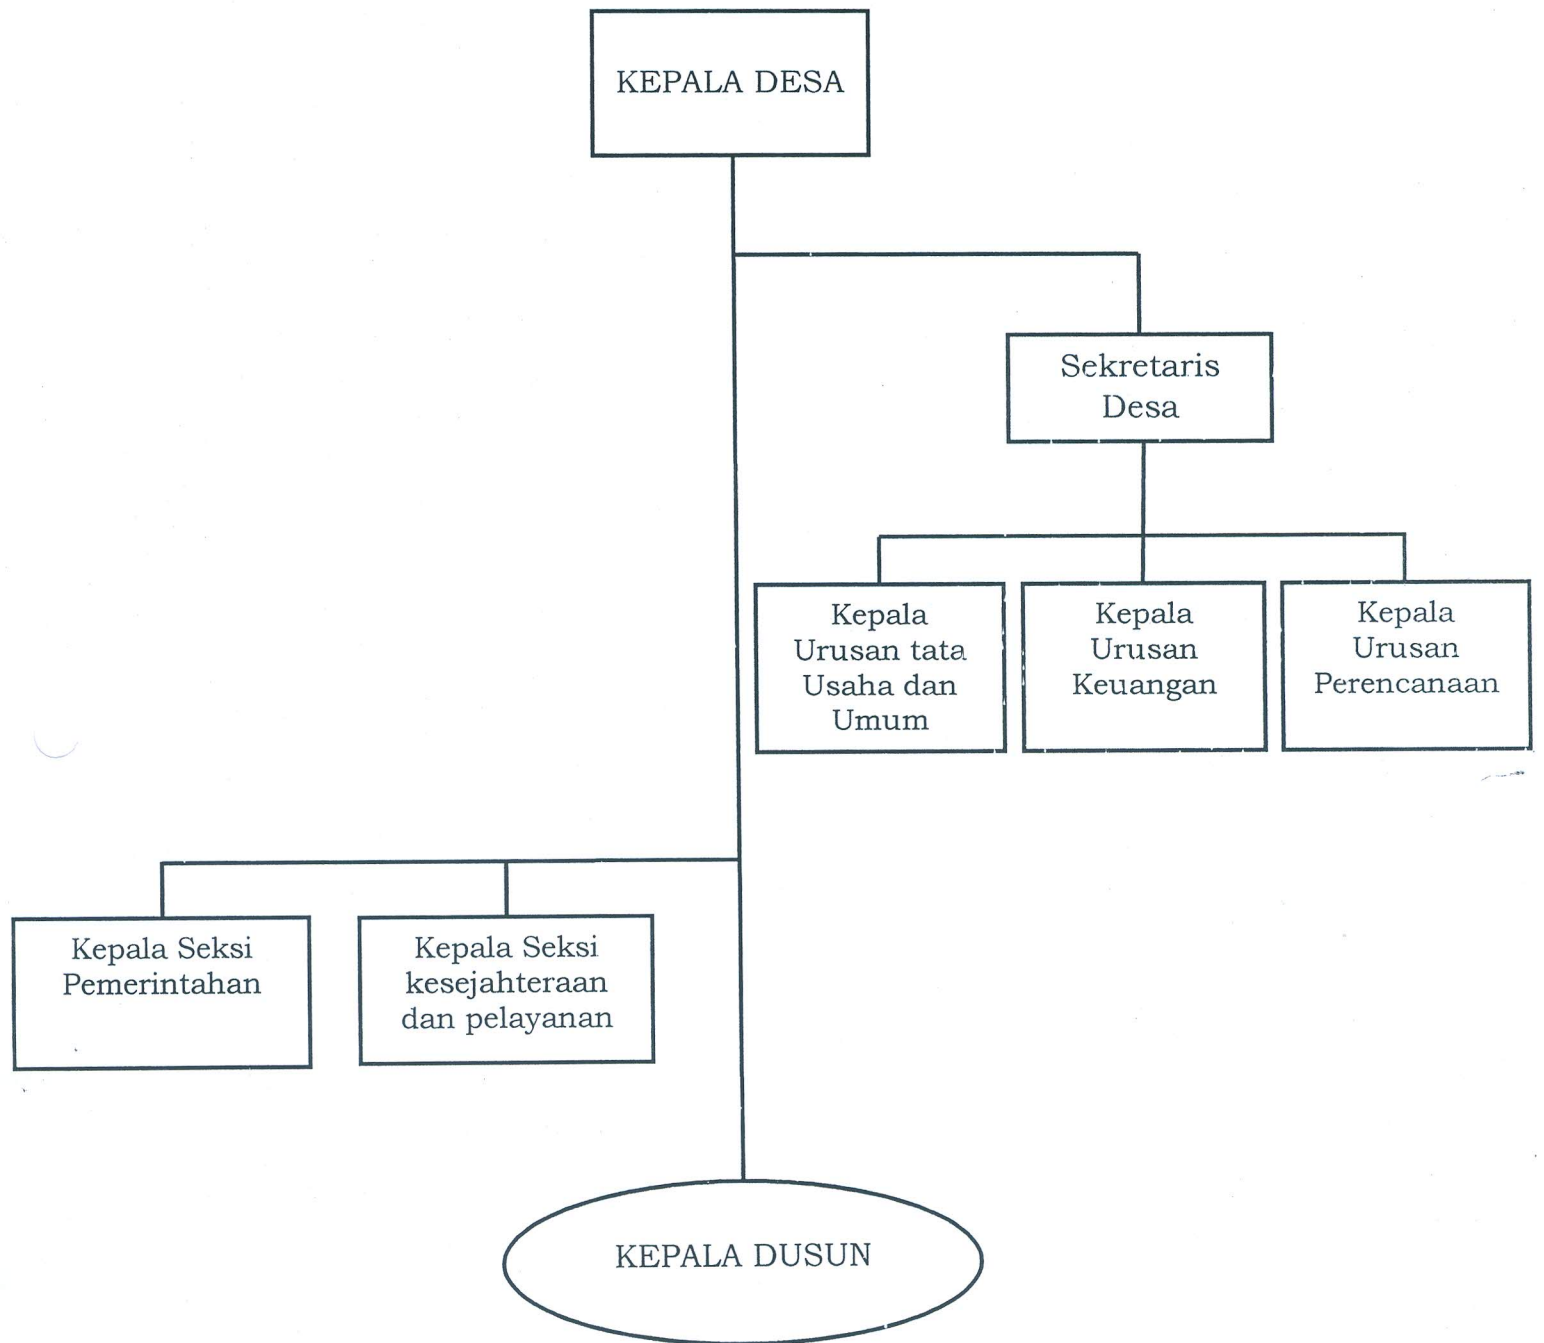 KEPALA DESA
Sekretaris
Desa
Kepala
Urusan tata
Usaha dan
Umum
Kepala
Urusan
Keuangan
Kepala
Urusan
Perencanaan
Kepala Seksi
Pemerintahan
Kepala Seksi
kesejahteraan
dan pelayanan
KEPALA DUSUN